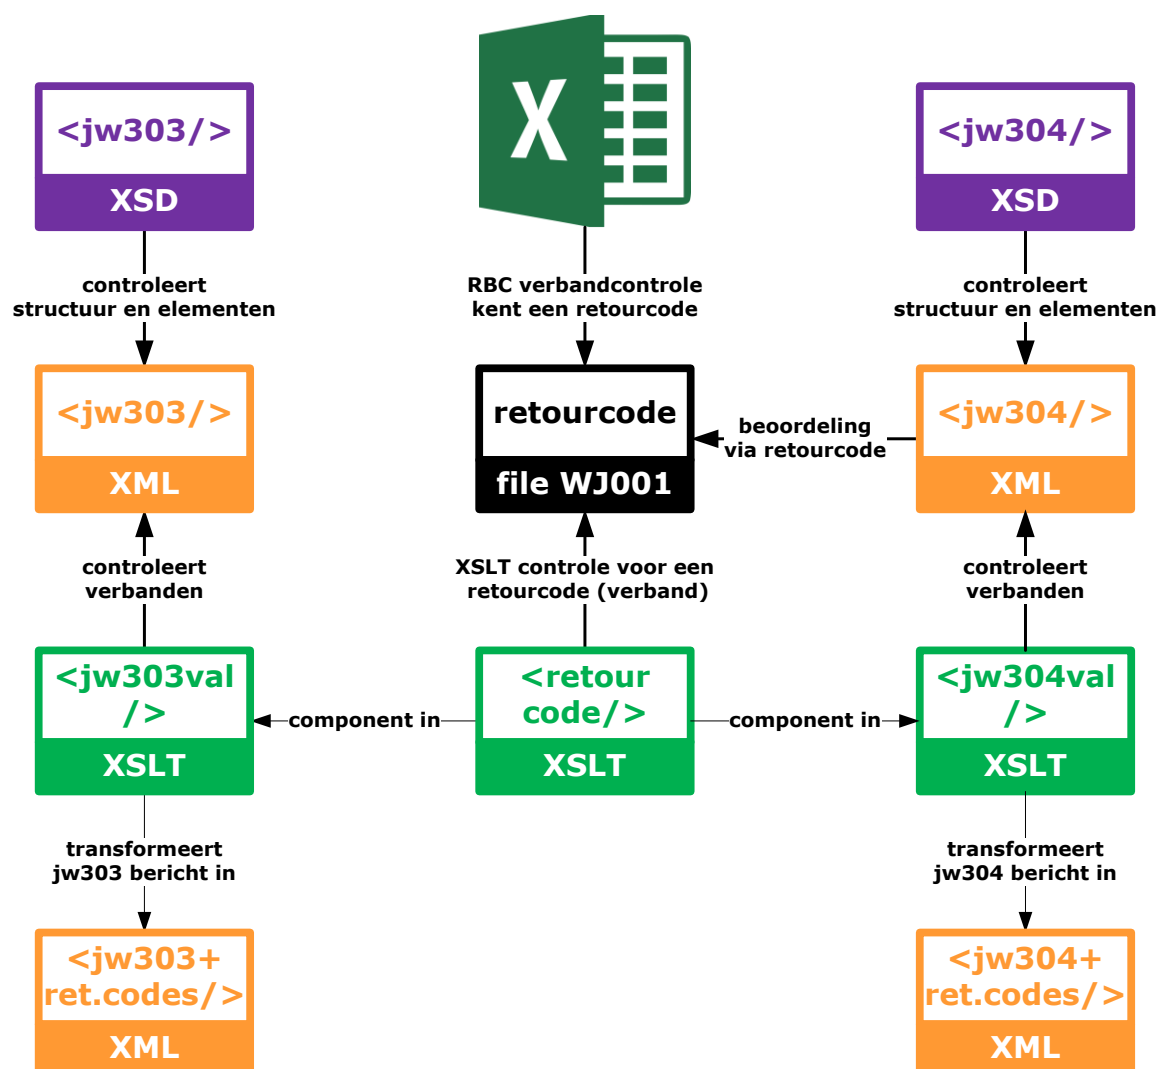 <jw303/>
XSD
X
<jw304/>
XSD
controleert
structuur en elementen
RBC verbandcontrole
kent een retourcode
controleert
structuur en elementen
<jw303/>
XML
retourcode
file WJ001
beoordeling
via retourcode
<jw304/>
XML
controleert
verbanden
XSLT controle voor een
retourcode (verband)
controleert
verbanden
<jw303val
/>
XSLT
component in
<retour
code/>
XSLT
component in
<jw304val
/>
XSLT
transformeert
jw303 bericht in
transformeert
jw304 bericht in
<jw303+
ret.codes/>
XML
<jw304+
ret.codes/>
XML